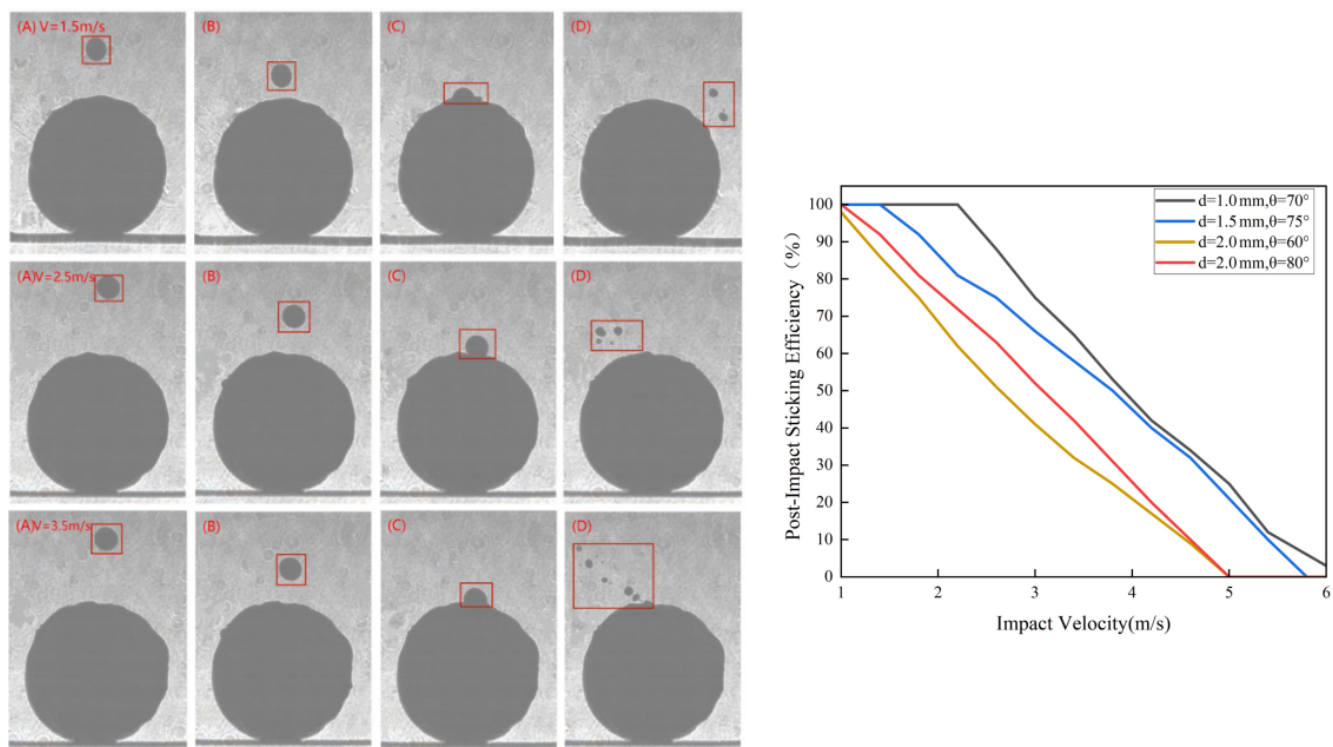 (A) V=1.5m/s
(B)
(C)
(D)
(A)V=2.5m/s
(B)
(C)
(D)
(A)V=3.5m/s
(B)
(C)
(D)
d=1.0 mm,θ=70°
d=1.5 mm,θ=75°
d=2.0 mm,θ=60°
d=2.0 mm,θ=80°
Post-Impact Sticking Efficiency（%）
100
90
80
70
60
50
40
30
20
10
0
1 2 3 4 5 6
Impact Velocity(m/s)